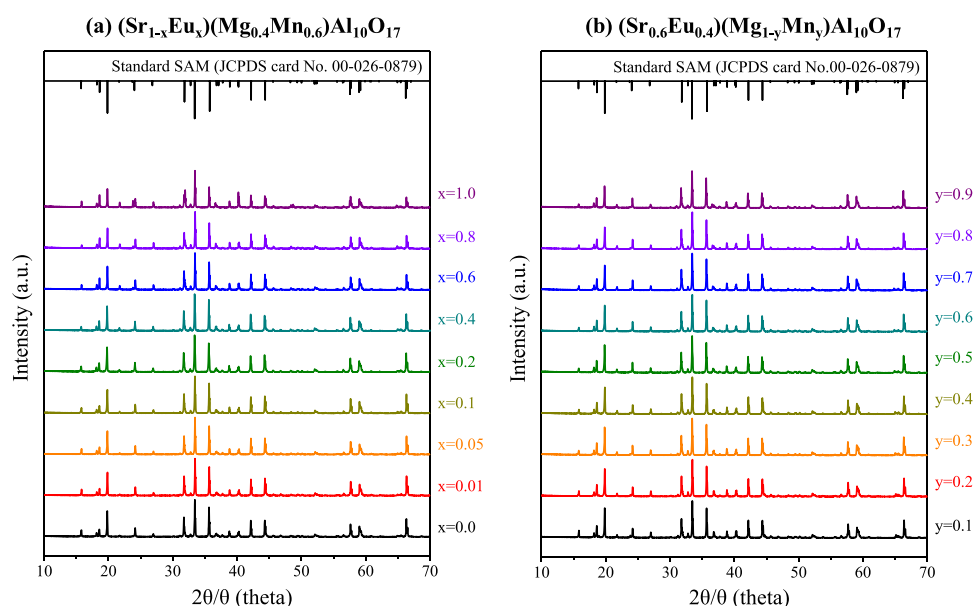 (a) (Sr₁₋ₓEuₓ)(Mg₀.₄Mn₀.₆)Al₁₀O₁₇
Standard SAM (JCPDS card No. 00-026-0879)
x=1.0
x=0.8
x=0.6
x=0.4
x=0.2
x=0.1
x=0.05
x=0.01
x=0.0
Intensity (a.u.)
10 20 30 40 50 60 70
2θ/θ (theta)
(b) (Sr₀.₆Eu₀.₄)(Mg₁₋yMny)Al₁₀O₁₇
Standard SAM (JCPDS card No.00-026-0879)
y=0.9
y=0.8
y=0.7
y=0.6
y=0.5
y=0.4
y=0.3
y=0.2
y=0.1
Intensity (a.u.)
10 20 30 40 50 60 70
2θ/θ (theta)